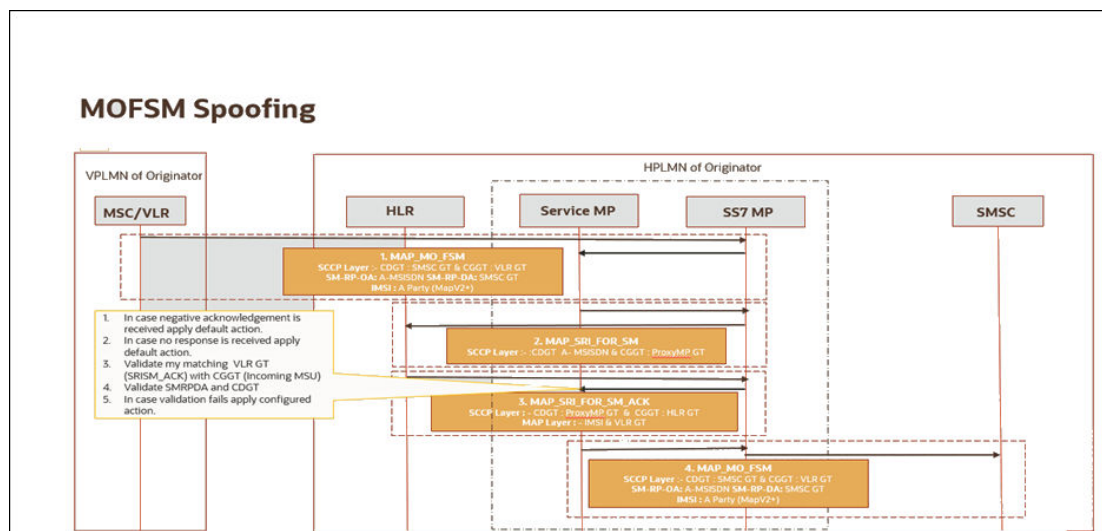 MOFSM Spoofing
VPLMN of Originator
HPLMN of Originator
MSC/VLR
HLR
Service MP
SS7 MP
SMSC
1. MAP_MO_FSM
SCCP Layer :- CDGT : SMSC GT & CGGT : VLR GT
SM-RP-OA: A-MSISDN SM-RP-DA: SMSC GT
IMSI : A Party (MapV2+)
1. In case negative acknowledgement is
received apply default action.
2. In case no response is received apply
default action.
3. Validate my matching VLR GT
(SRISM_ACK) with CGGT (Incoming MSU)
4. Validate SMRPDA and CDGT
5. In case validation fails apply configured
action.
2. MAP_SRI_FOR_SM
SCCP Layer :- :CDGT A- MSISDN & CGGT : ProxyMP GT
3. MAP_SRI_FOR_SM_ACK
SCCP Layer : - CDGT : ProxyMP GT & CGGT : HLR GT
MAP Layer : - IMSI & VLR GT
4. MAP_MO_FSM
SCCP Layer : - CDGT : SMSC GT & CGGT : VLR GT
SM-RP-OA: A-MSISDN SM-RP-DA: SMSC GT
IMSI : A Party (MapV2+)